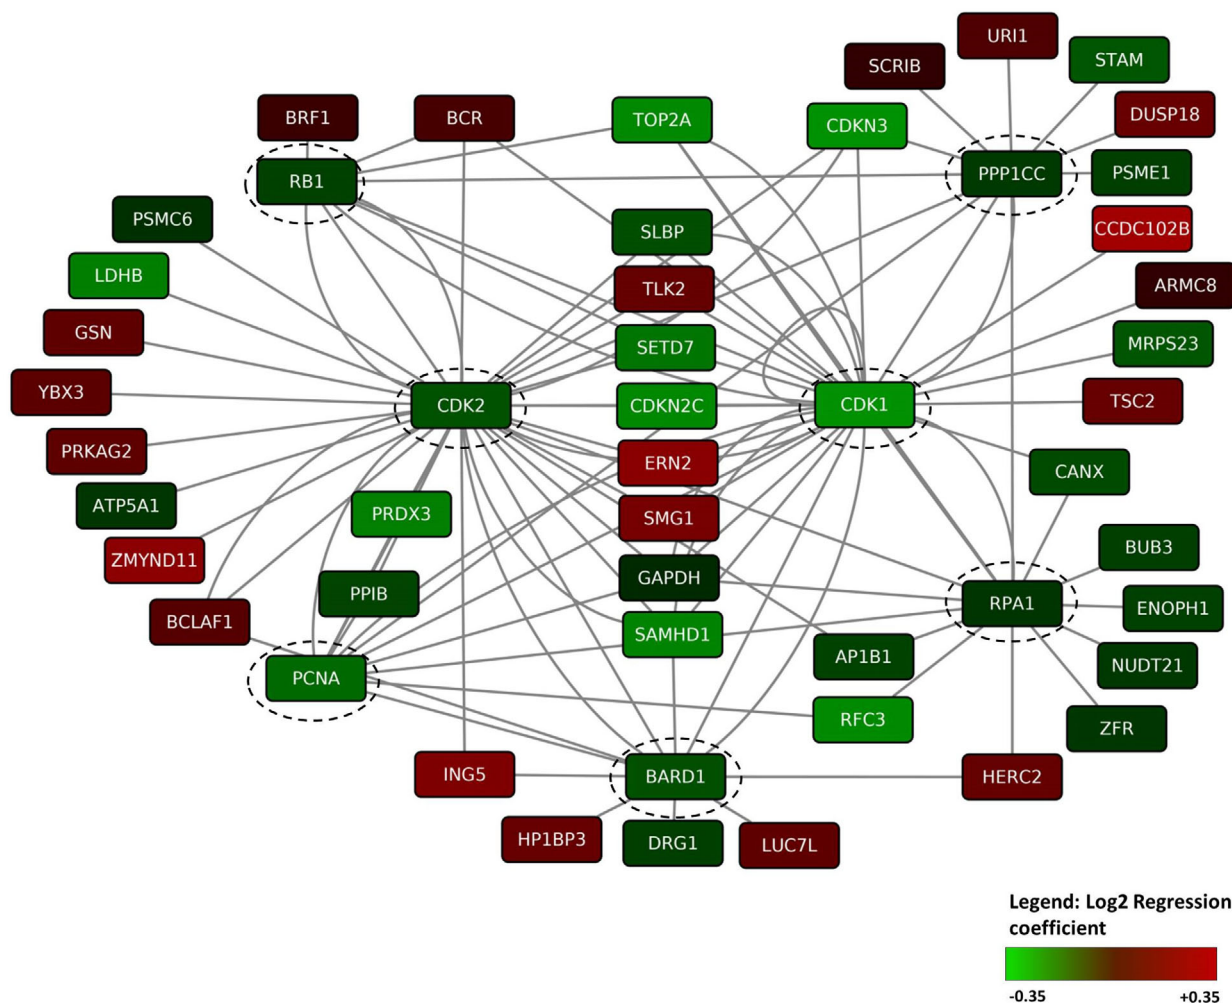 URI1
SCRIB
STAM
BRF1
BCR
TOP2A
CDKN3
DUSP18
RB1
PPP1CC
PSME1
PSMC6
SLBP
CCDC102B
LDHB
TLK2
ARMC8
GSN
SETD7
MRPS23
YBX3
CDK2
CDKN2C
CDK1
TSC2
PRKAG2
ERN2
CANX
ATP5A1
PRDX3
SMG1
ZMYND11
GAPDH
BUB3
BCLAF1
PPIB
RPA1
ENOPH1
SAMHD1
AP1B1
NUDT21
PCNA
RFC3
ZFR
ING5
BARD1
HERC2
HP1BP3
DRG1
LUC7L
Legend: Log2 Regression
coefficient
-0.35 +0.35